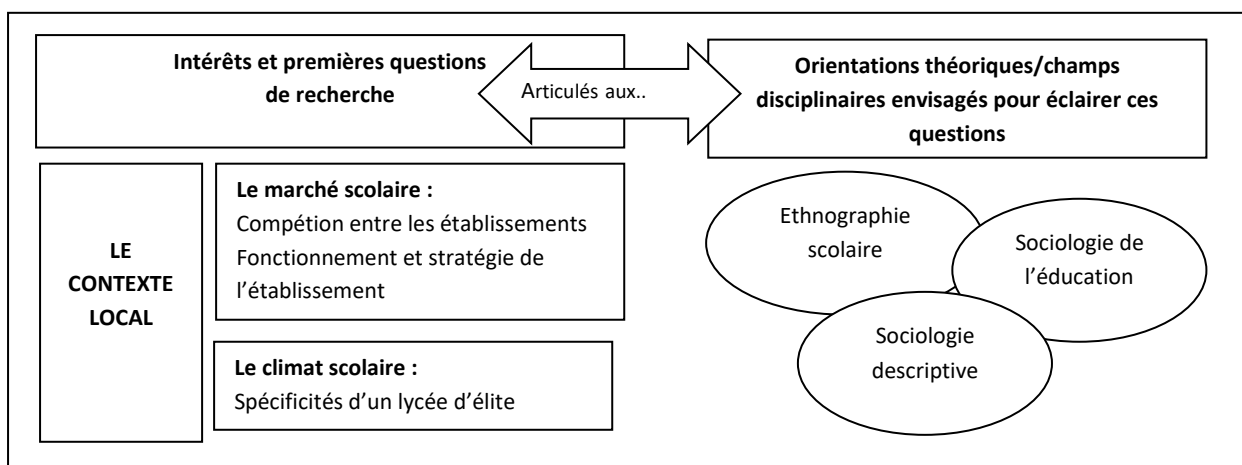 Intérêts et premières questions
de recherche
Articulés aux..
Orientations théoriques/champs
disciplinaires envisagés pour éclairer ces
questions
LE
CONTEXTE
LOCAL
Le marché scolaire :
Compétion entre les établissements
Fonctionnement et stratégie de
l’établissement
Le climat scolaire :
Spécificités d’un lycée d’élite
Ethnographie
scolaire
Sociologie de
l’éducation
Sociologie
descriptive